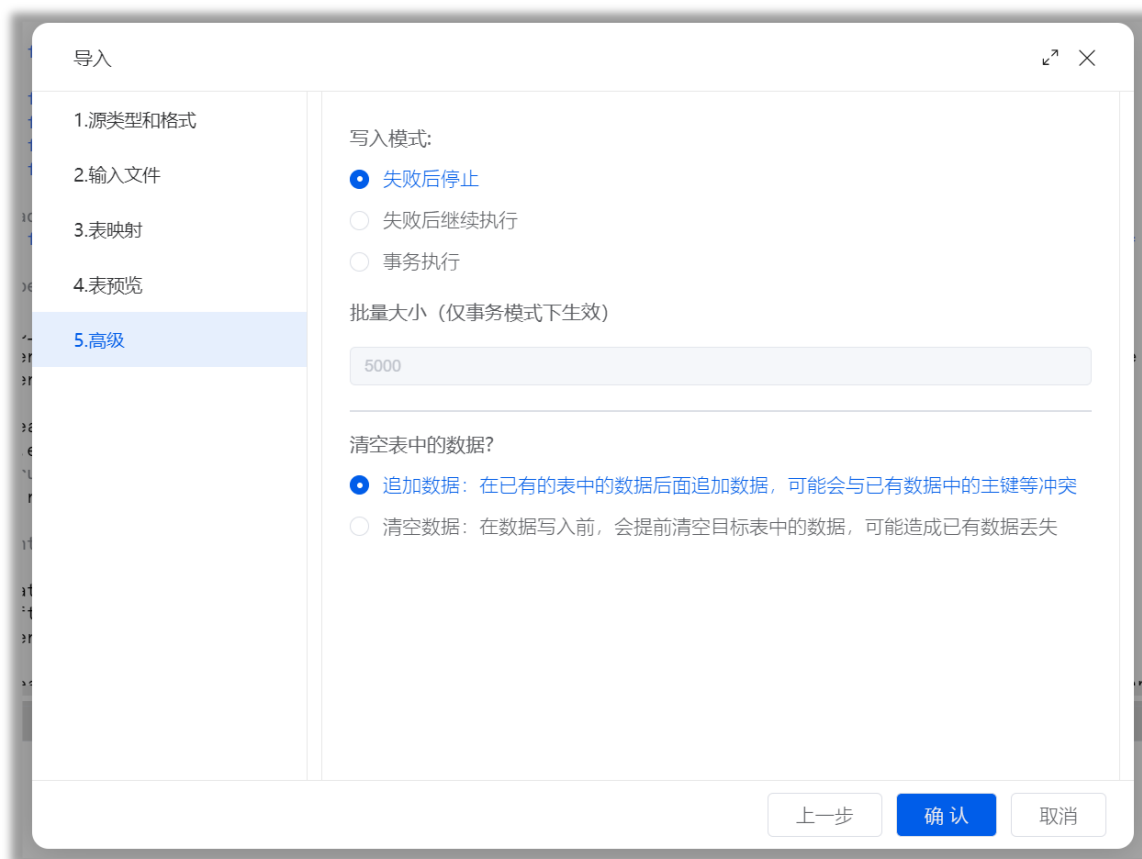 导入
1.源类型和格式
2.输入文件
3.表映射
4.表预览
5.高级
写入模式:
失败后停止
失败后继续执行
事务执行
批量大小（仅事务模式下生效）
5000
清空表中的数据?
追加数据：在已有的表中的数据后面追加数据，可能会与已有数据中的主键等冲突
清空数据：在数据写入前，会提前清空目标表中的数据，可能造成已有数据丢失
上一步
确 认
取消